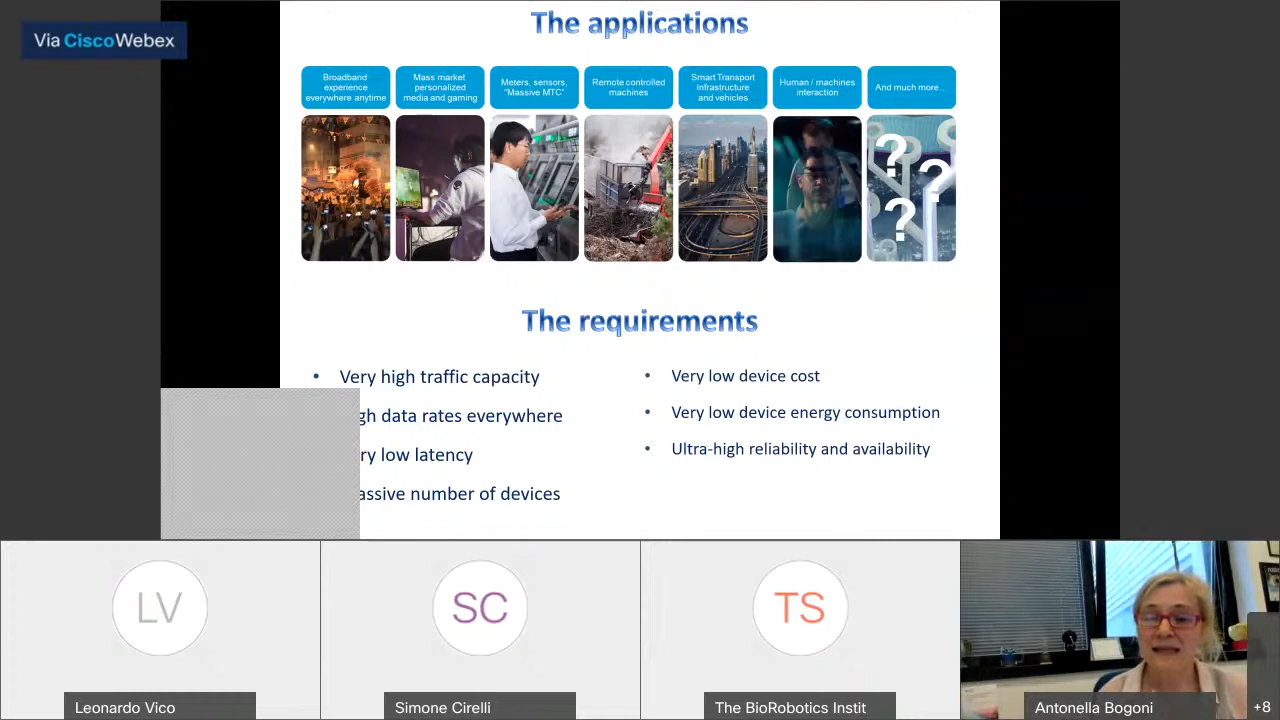 Via Cisco Webex
The applications
Broadband
experience
everywhere anytime
Mass market
personalized
media and gaming
Meters, sensors,
"Massive MTC"
Remote controlled
machines
Smart Transport
Infrastructure
and vehicles
Human / machines
interaction
And much more...
? ? ?
The requirements
• Very high traffic capacity
gh data rates everywhere
ry low latency
assive number of devices
• Very low device cost
• Very low device energy consumption
• Ultra-high reliability and availability
LV
Leonardo Vico
SC
Simone Cirelli
TS
The BioRobotics Instit
Antonella Bogoni
+8